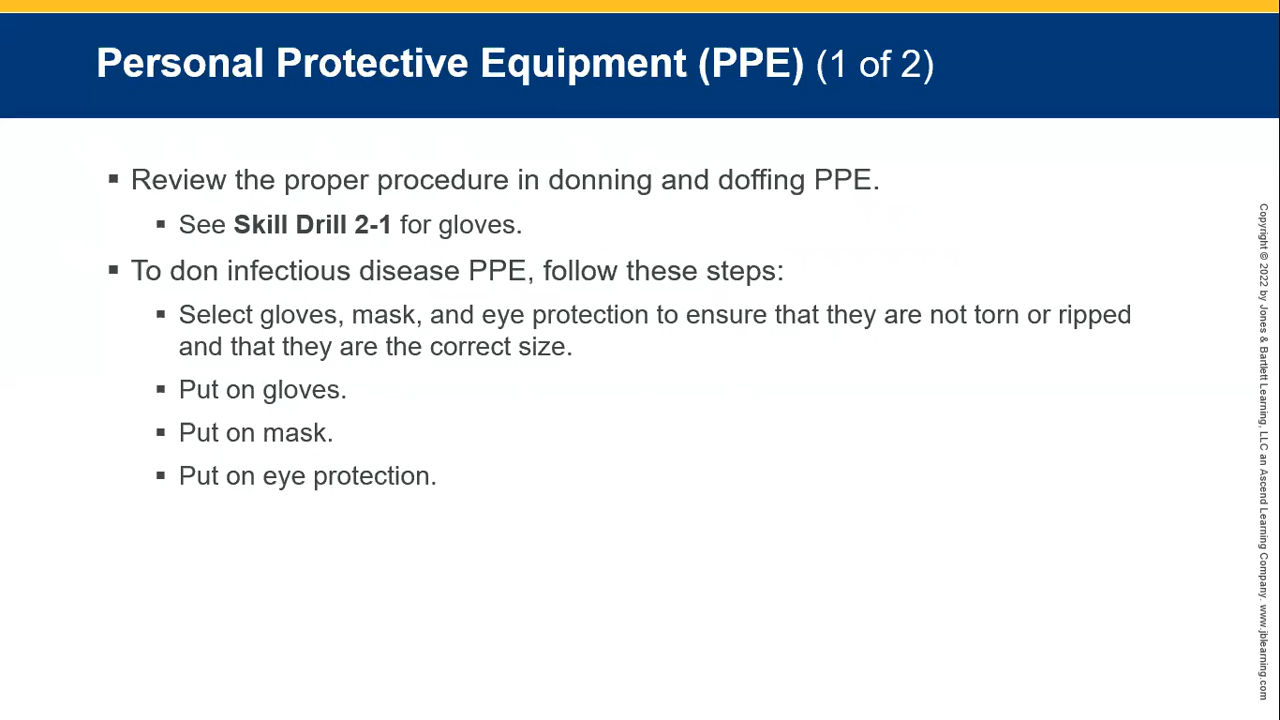 Personal Protective Equipment (PPE) (1 of 2)
▪ Review the proper procedure in donning and doffing PPE.
▪ See Skill Drill 2-1 for gloves.
▪ To don infectious disease PPE, follow these steps:
▪ Select gloves, mask, and eye protection to ensure that they are not torn or ripped
and that they are the correct size.
▪ Put on gloves.
▪ Put on mask.
▪ Put on eye protection.
Copyright © 2022 by Jones & Bartlett Learning, LLC an Ascend Learning Company. www.jblearning.com